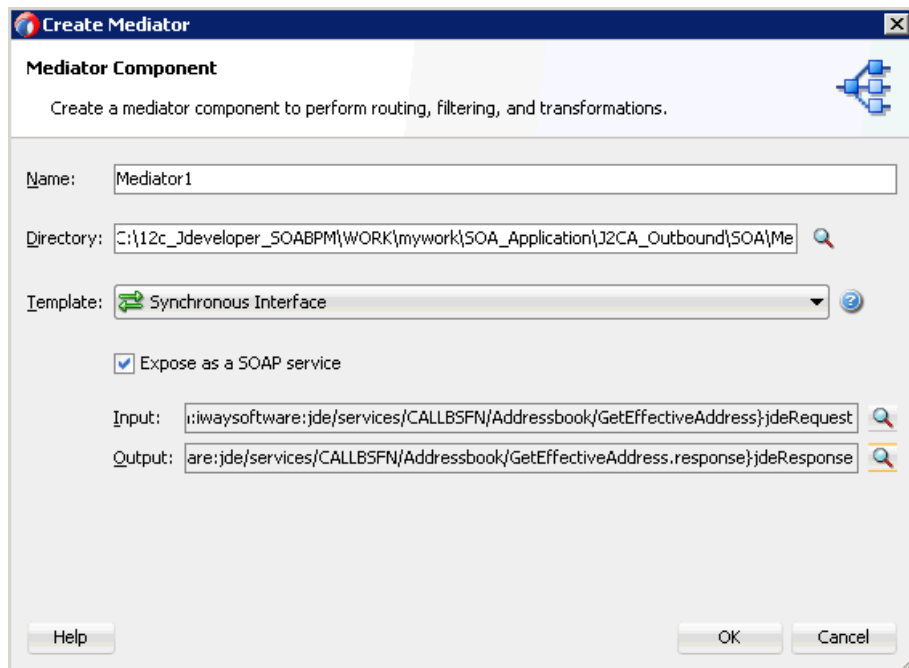 Create Mediator
Mediator Component
Create a mediator component to perform routing, filtering, and transformations.
Name: Mediator1
Directory: C:\12c_Jdeveloper_SOABPM\WORK\mywork\SOA_Application\J2CA_Outbound\SOA\Me
Template: Synchronous Interface
Expose as a SOAP service
Input: ı:iwaysoftware:jde/services/CALLBSFN/Addressbook/GetEffectiveAddress}jdeRequest
Output: are:jde/services/CALLBSFN/Addressbook/GetEffectiveAddress.response}jdeResponse
Help OK Cancel